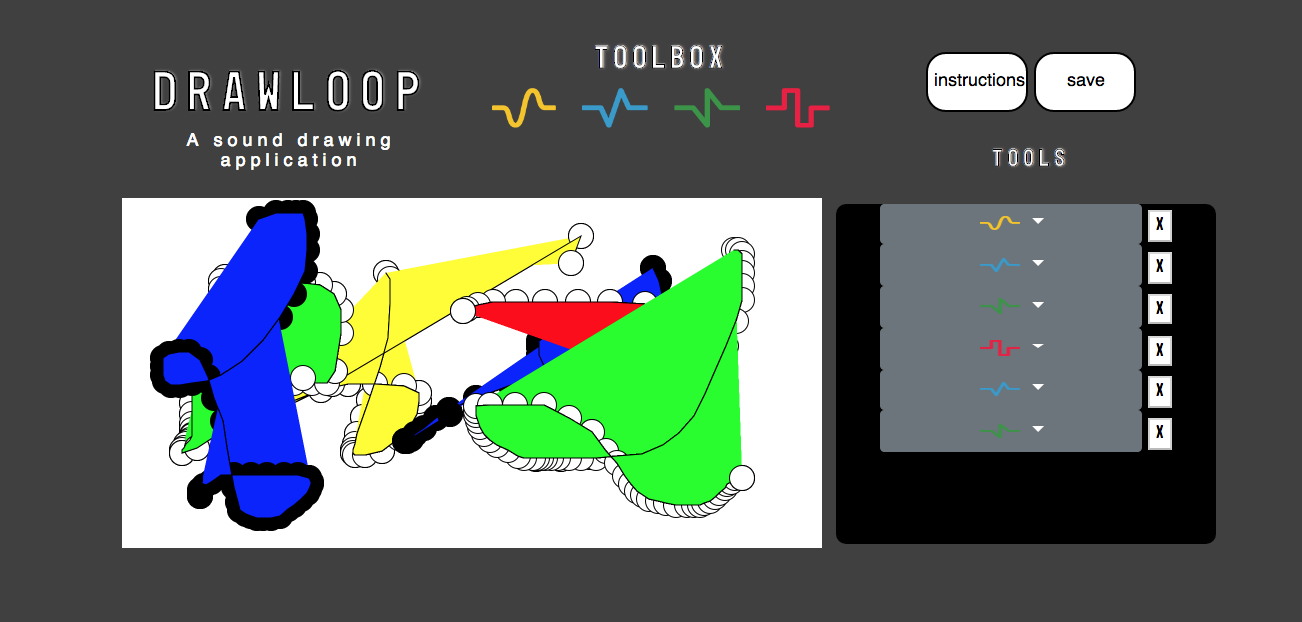 DRAWLOOP
A sound drawing
application
TOOLBOX
instructions
save
TOOLS
X
X
X
X
X
X